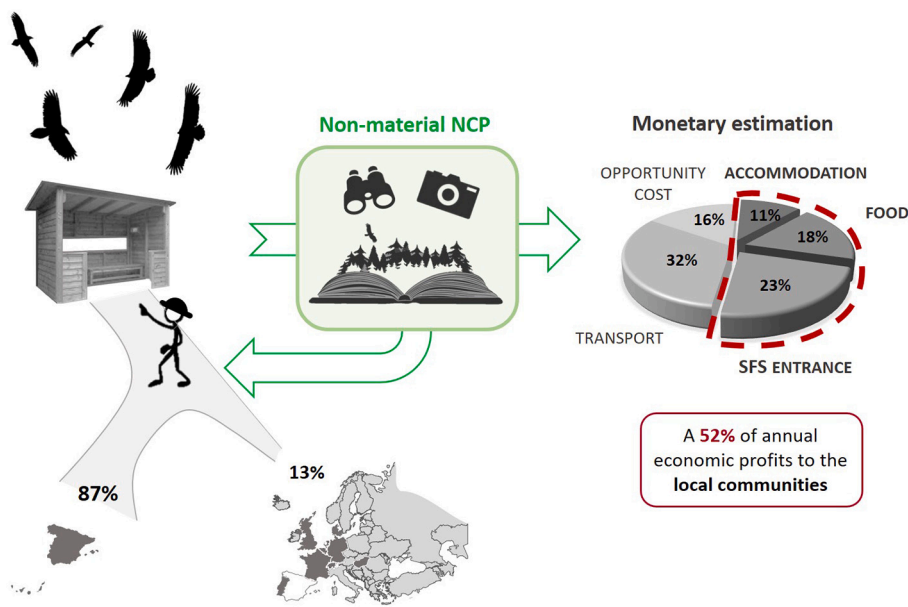 Non-material NCP
Monetary estimation
OPPORTUNITY
COST
ACCOMMODATION
FOOD
16%
11%
18%
32%
23%
TRANSPORT
SFS ENTRANCE
A 52% of annual
economic profits to the
local communities
13%
87%